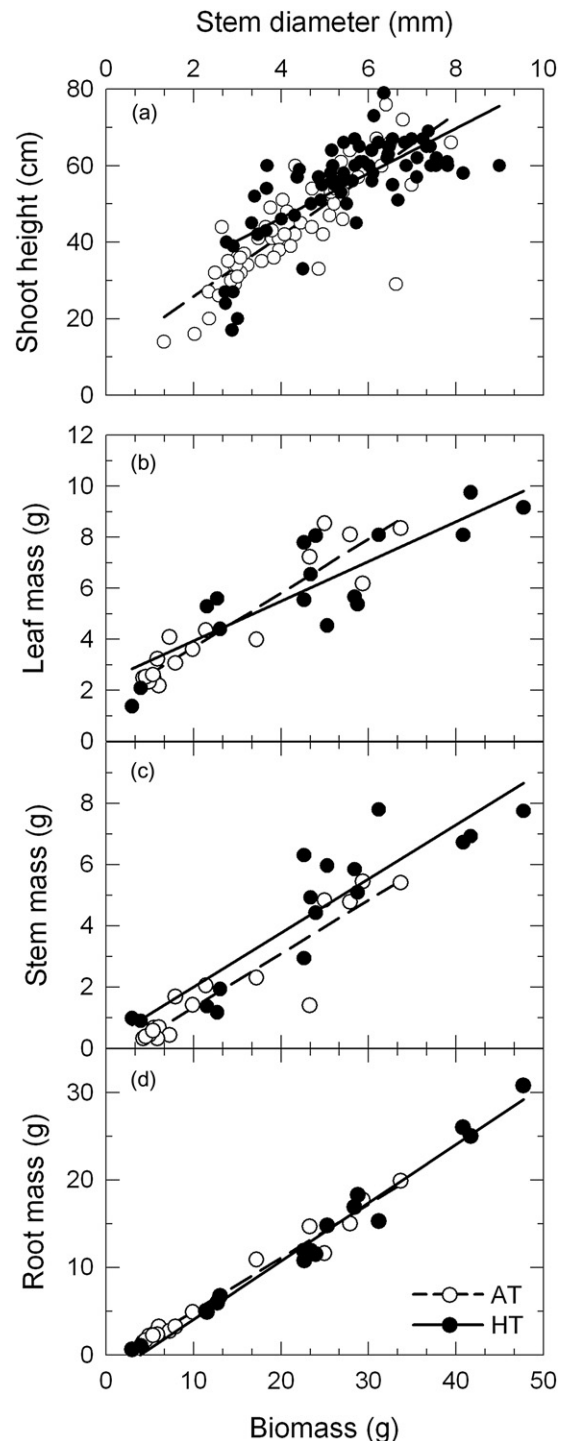 Stem diameter (mm)
0 2 4 6 8 10
(a)
80
60
40
20
0
Shoot height (cm)
(b)
12
10
8
6
4
2
0
Leaf mass (g)
(c)
8
6
4
2
0
Stem mass (g)
(d)
30
20
10
0
Root mass (g)
AT
HT
0 10 20 30 40 50
Biomass (g)